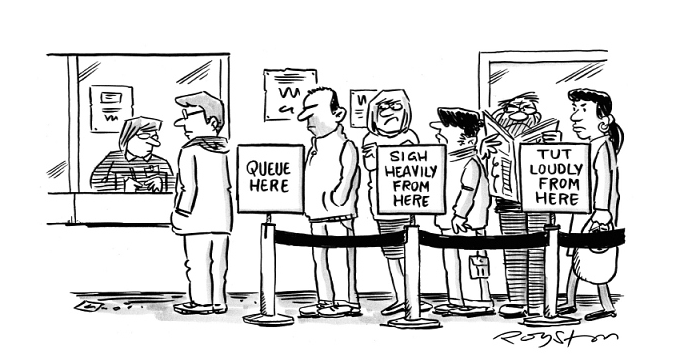 QUEUE
HERE
SIGH
HEAVILY
FROM
HERE
TUT
LOUDLY
FROM
HERE
ROYSTON